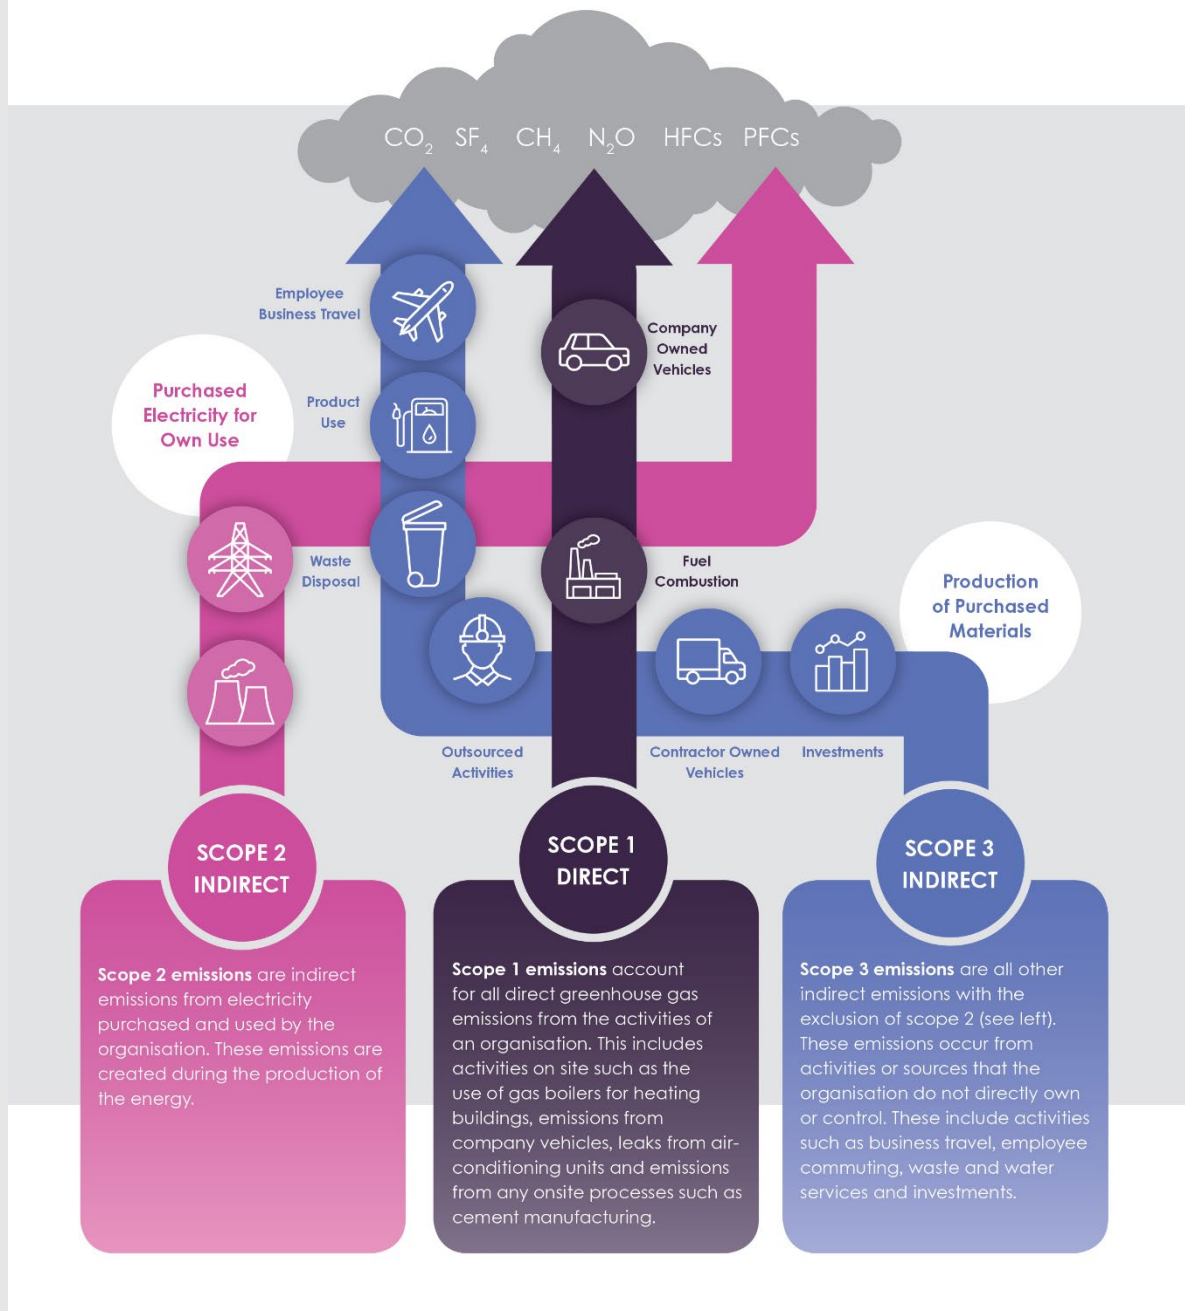 CO₂ SF₄ CH₄ N₂O HFCs PFCs
Employee
Business Travel
Company
Owned
Vehicles
Purchased
Electricity for
Own Use
Product
Use
Waste
Disposal
Fuel
Combustion
Production
of Purchased
Materials
Outsourced
Activities
Contractor Owned
Vehicles
Investments
SCOPE 2
INDIRECT
Scope 2 emissions are indirect
emissions from electricity
purchased and used by the
organisation. These emissions are
created during the production of
the energy.
SCOPE 1
DIRECT
Scope 1 emissions account
for all direct greenhouse gas
emissions from the activities of
an organisation. This includes
activities on site such as the
use of gas boilers for heating
buildings, emissions from
company vehicles, leaks from air-
conditioning units and emissions
from any onsite processes such as
cement manufacturing.
SCOPE 3
INDIRECT
Scope 3 emissions are all other
indirect emissions with the
exclusion of scope 2 (see left).
These emissions occur from
activities or sources that the
organisation do not directly own
or control. These include activities
such as business travel, employee
commuting, waste and water
services and investments.